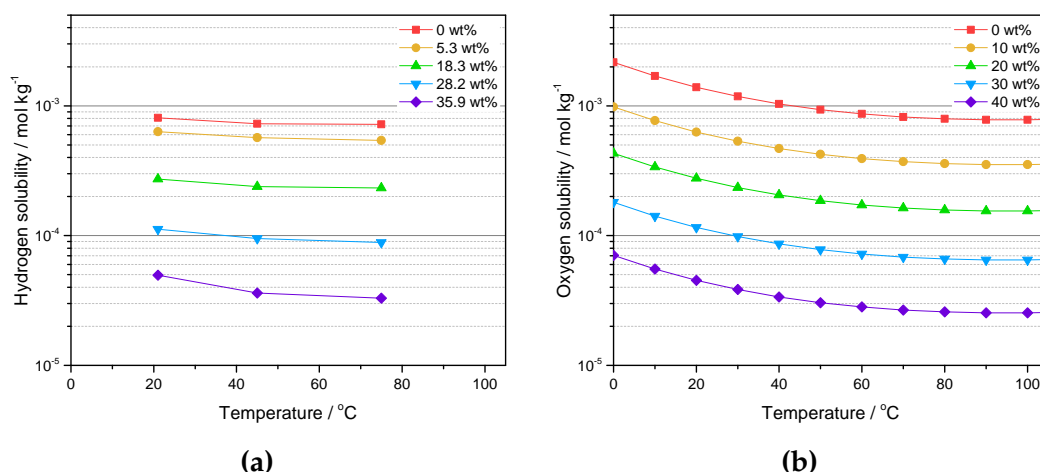 0 wt%
5.3 wt%
18.3 wt%
28.2 wt%
35.9 wt%
10⁻³
10⁻⁴
10⁻⁵
Hydrogen solubility / mol kg⁻¹
0 20 40 60 80 100
Temperature / °C
(a)
0 wt%
10 wt%
20 wt%
30 wt%
40 wt%
10⁻³
10⁻⁴
10⁻⁵
Oxygen solubility / mol kg⁻¹
0 20 40 60 80 100
Temperature / °C
(b)